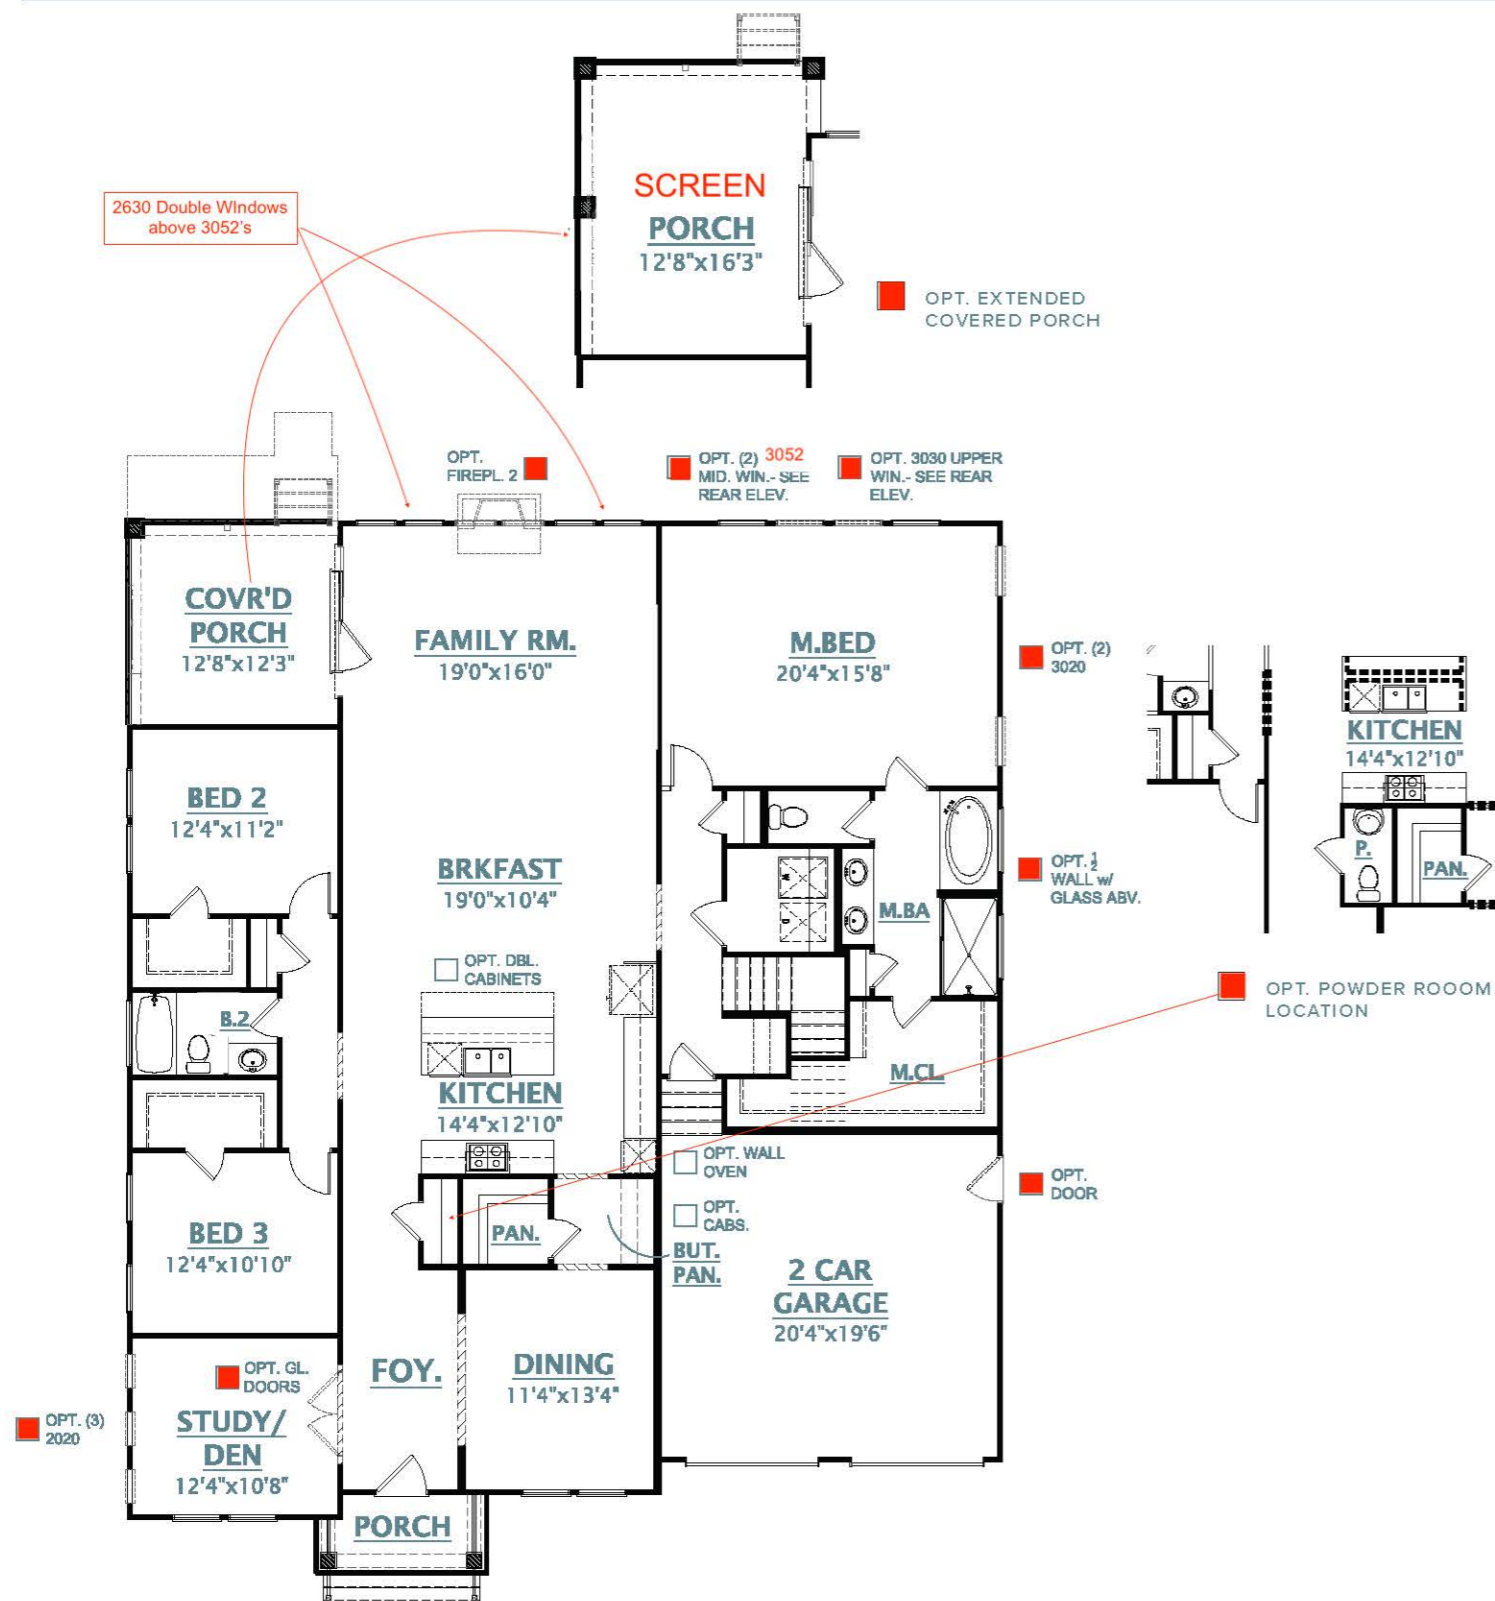 SCREEN
PORCH
12'8"x16'3"
2630 Double WIndows
above 3052's
OPT. EXTENDED
COVERED PORCH
OPT.
FIREPL. 2
OPT. (2) 3052
MID. WIN.- SEE
REAR ELEV.
OPT. 3030 UPPER
WIN.- SEE REAR
ELEV.
COVR'D
PORCH
12'8"x12'3"
FAMILY RM.
19'0"x16'0"
M.BED
20'4"x15'8"
OPT. (2)
3020
KITCHEN
14'4"x12'10"
P.
PAN.
BED 2
12'4"x11'2"
BRKFAST
19'0"x10'4"
W
D
M.BA
OPT. ½
WALL w/
GLASS ABV.
OPT. DBL.
CABINETS
OPT. POWDER ROOOM
LOCATION
B.2
KITCHEN
14'4"x12'10"
M.CL.
OPT. WALL
OVEN
OPT.
CABS.
OPT.
DOOR
BED 3
12'4"x10'10"
PAN.
BUT.
PAN.
2 CAR
GARAGE
20'4"x19'6"
OPT. GL.
DOORS
FOY.
DINING
11'4"x13'4"
OPT. (3)
2020
STUDY/
DEN
12'4"x10'8"
PORCH